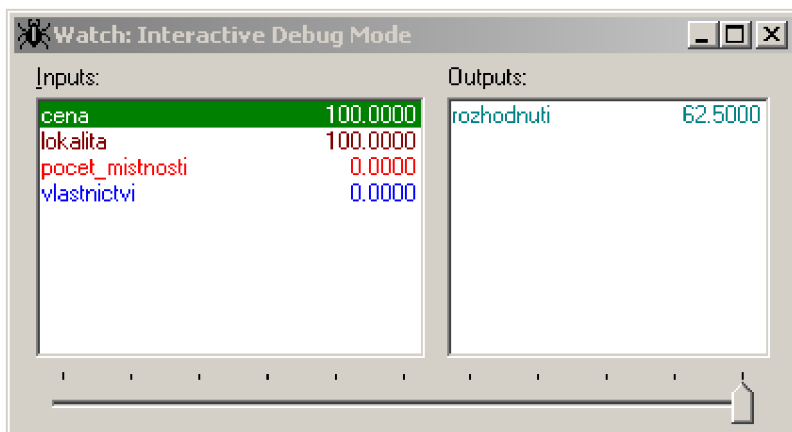 Watch: Interactive Debug Mode
Inputs:
Outputs:
cena 100.0000
rozhodnuti 62.5000
lokalita 100.0000
pocet_mistnosti 0.0000
vlastnictvi 0.0000